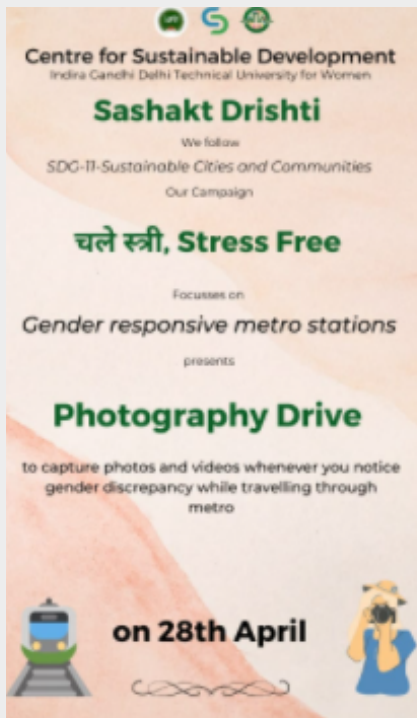 Centre for Sustainable Development
Indira Gandhi Delhi Technical University for Women
Sashakt Drishti
We follow
SDG-11-Sustainable Cities and Communities
Our Campaign
चले स्त्री, Stress Free
Focusses on
Gender responsive metro stations
presents
Photography Drive
to capture photos and videos whenever you notice
gender discrepancy while travelling through
metro
on 28th April